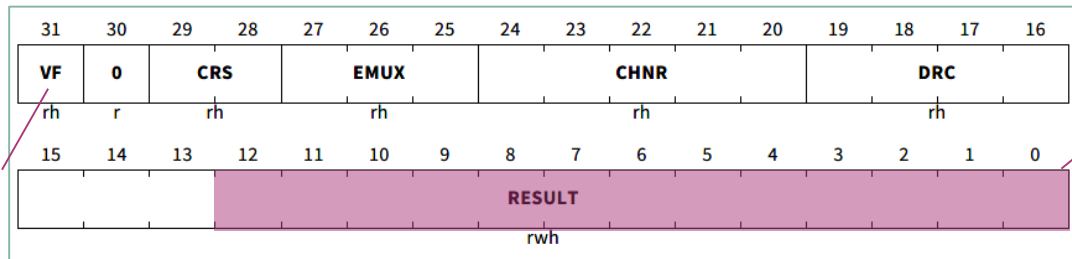 31 30 29 28 27 26 25 24 23 22 21 20 19 18 17 16
VF 0 CRS EMUX CHNR DRC
rh r rh rh rh rh
15 14 13 12 11 10 9 8 7 6 5 4 3 2 1 0
RESULT
rwh